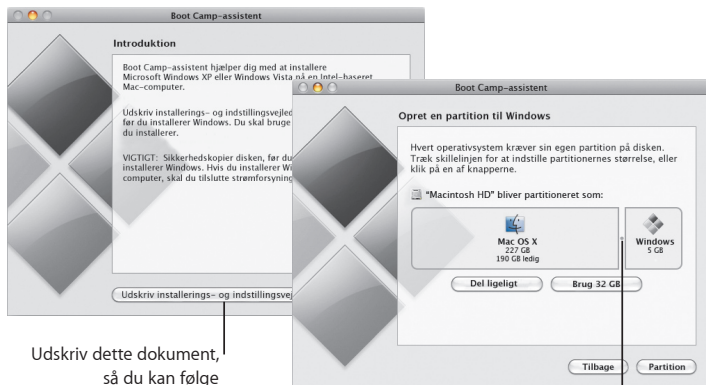 Boot Camp-assistent
Introduktion
Boot Camp-assistent hjælper dig med at installere
Microsoft Windows XP eller Windows Vista på en Intel-baseret
Mac-computer.
Udskriv installerings- og indstillingsvejled
før du installerer Windows. Du skal bruge
du installerer.
VIGTIGT: Sikkerhedskopier disken, før du
installerer Windows. Hvis du installerer Wi
computer, skal du tilslutte strømforsyning
Udskriv installerings- og indstillingsvej
Udskriv dette dokument,
så du kan følge
Boot Camp-assistent
Opret en partition til Windows
Hvert operativsystem kræver sin egen partition på disken.
Træk skillelinjen for at indstille partitionernes størrelse, eller
klik på en af knapperne.
"Macintosh HD" bliver partitioneret som:
Mac OS X
227 GB
190 GB ledig
Windows
5 GB
Del ligeligt
Brug 32 GB
Tilbage
Partition